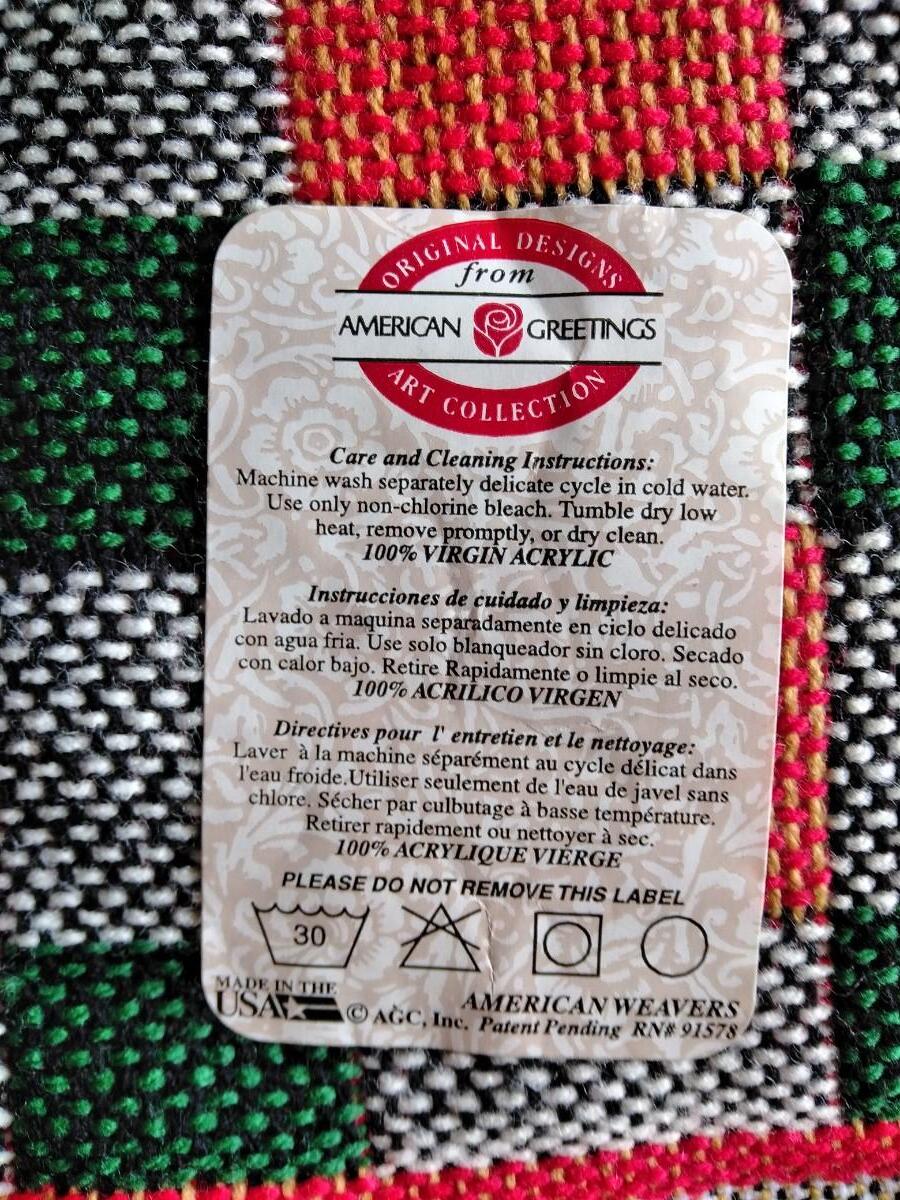 ORIGINAL DESIGNS
from
AMERICAN GREETINGS
ART COLLECTION
Care and Cleaning Instructions:
Machine wash separately delicate cycle in cold water.
Use only non-chlorine bleach. Tumble dry low
heat, remove promptly, or dry clean.
100% VIRGIN ACRYLIC
Instrucciones de cuidado y limpieza:
Lavado a maquina separadamente en ciclo delicado
con agua fria. Use solo blanqueador sin cloro. Secado
con calor bajo. Retire Rapidamente o limpie al seco.
100% ACRILICO VIRGEN
Directives pour l' entretien et le nettoyage:
Laver à la machine séparément au cycle délicat dans
l'eau froide.Utiliser seulement de l'eau de javel sans
chlore. Sécher par culbutage à basse température.
Retirer rapidement ou nettoyer à sec.
100% ACRYLIQUE VIERGE
PLEASE DO NOT REMOVE THIS LABEL
30
MADE IN THE
USA
AMERICAN WEAVERS
© AGC, Inc. Patent Pending RN# 91578